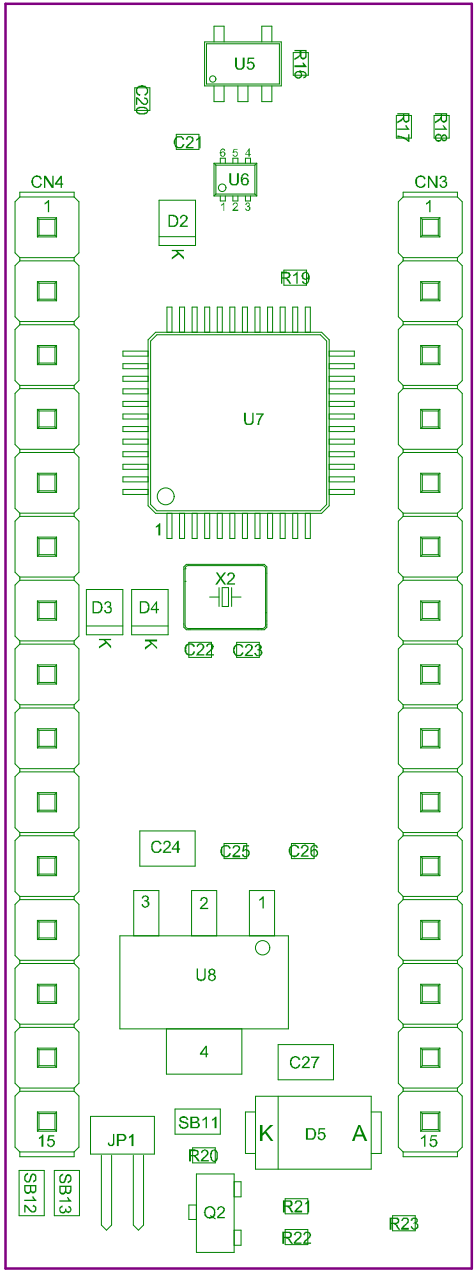 U5
R16
C20
R17
R18
C21
6 5 4
U6
1 2 3
CN4
CN3
1
1
D2
K
R19
U7
1
X2
D3
D4
K
K
C22
C23
C24
C25
C26
3
2
1
U8
4
C27
SB11
JP1
K
D5
A
15
15
R20
SB12
SB13
Q2
R21
R23
R22